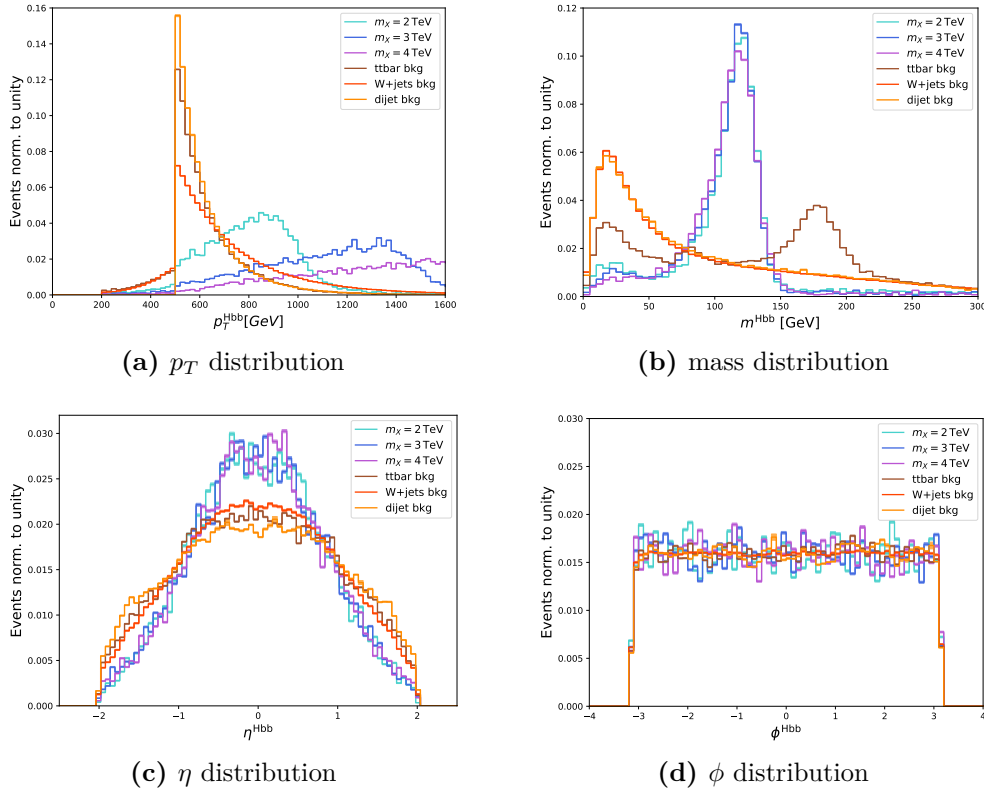 0.16
0.14
0.12
0.10
0.08
0.06
0.04
0.02
0.00
Events norm. to unity
m_X = 2 TeV
m_X = 3 TeV
m_X = 4 TeV
ttbar bkg
W+jets bkg
dijet bkg
0 200 400 600 800 1000 1200 1400 1600
p_T^Hbb [GeV]
(a) p_T distribution
0.12
0.10
0.08
0.06
0.04
0.02
0.00
Events norm. to unity
m_X = 2 TeV
m_X = 3 TeV
m_X = 4 TeV
ttbar bkg
W+jets bkg
dijet bkg
0 50 100 150 200 250 300
m^Hbb [GeV]
(b) mass distribution
0.030
0.025
0.020
0.015
0.010
0.005
0.000
Events norm. to unity
m_X = 2 TeV
m_X = 3 TeV
m_X = 4 TeV
ttbar bkg
W+jets bkg
dijet bkg
−2 −1 0 1 2
η^Hbb
(c) η distribution
0.030
0.025
0.020
0.015
0.010
0.005
0.000
Events norm. to unity
m_X = 2 TeV
m_X = 3 TeV
m_X = 4 TeV
ttbar bkg
W+jets bkg
dijet bkg
−4 −3 −2 −1 0 1 2 3 4
ϕ^Hbb
(d) ϕ distribution